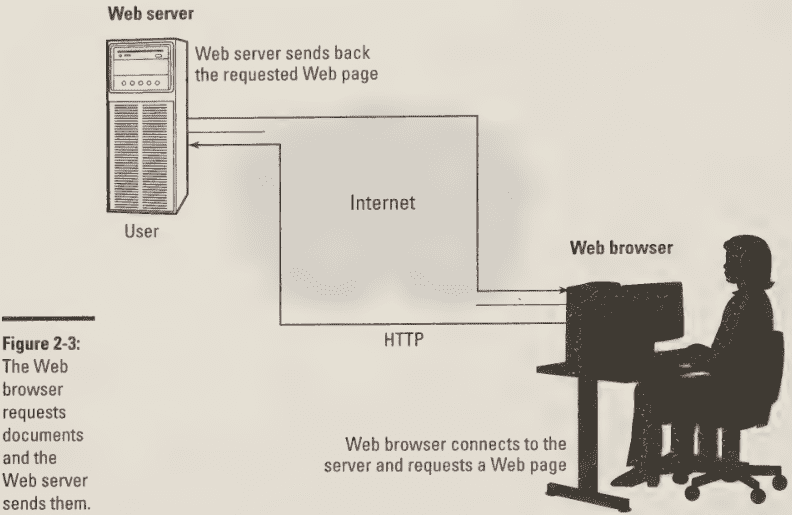 Web server
Web server sends back
the requested Web page
User
Internet
Web browser
HTTP
Web browser connects to the
server and requests a Web page
Figure 2-3:
The Web
browser
requests
documents
and the
Web server
sends them.